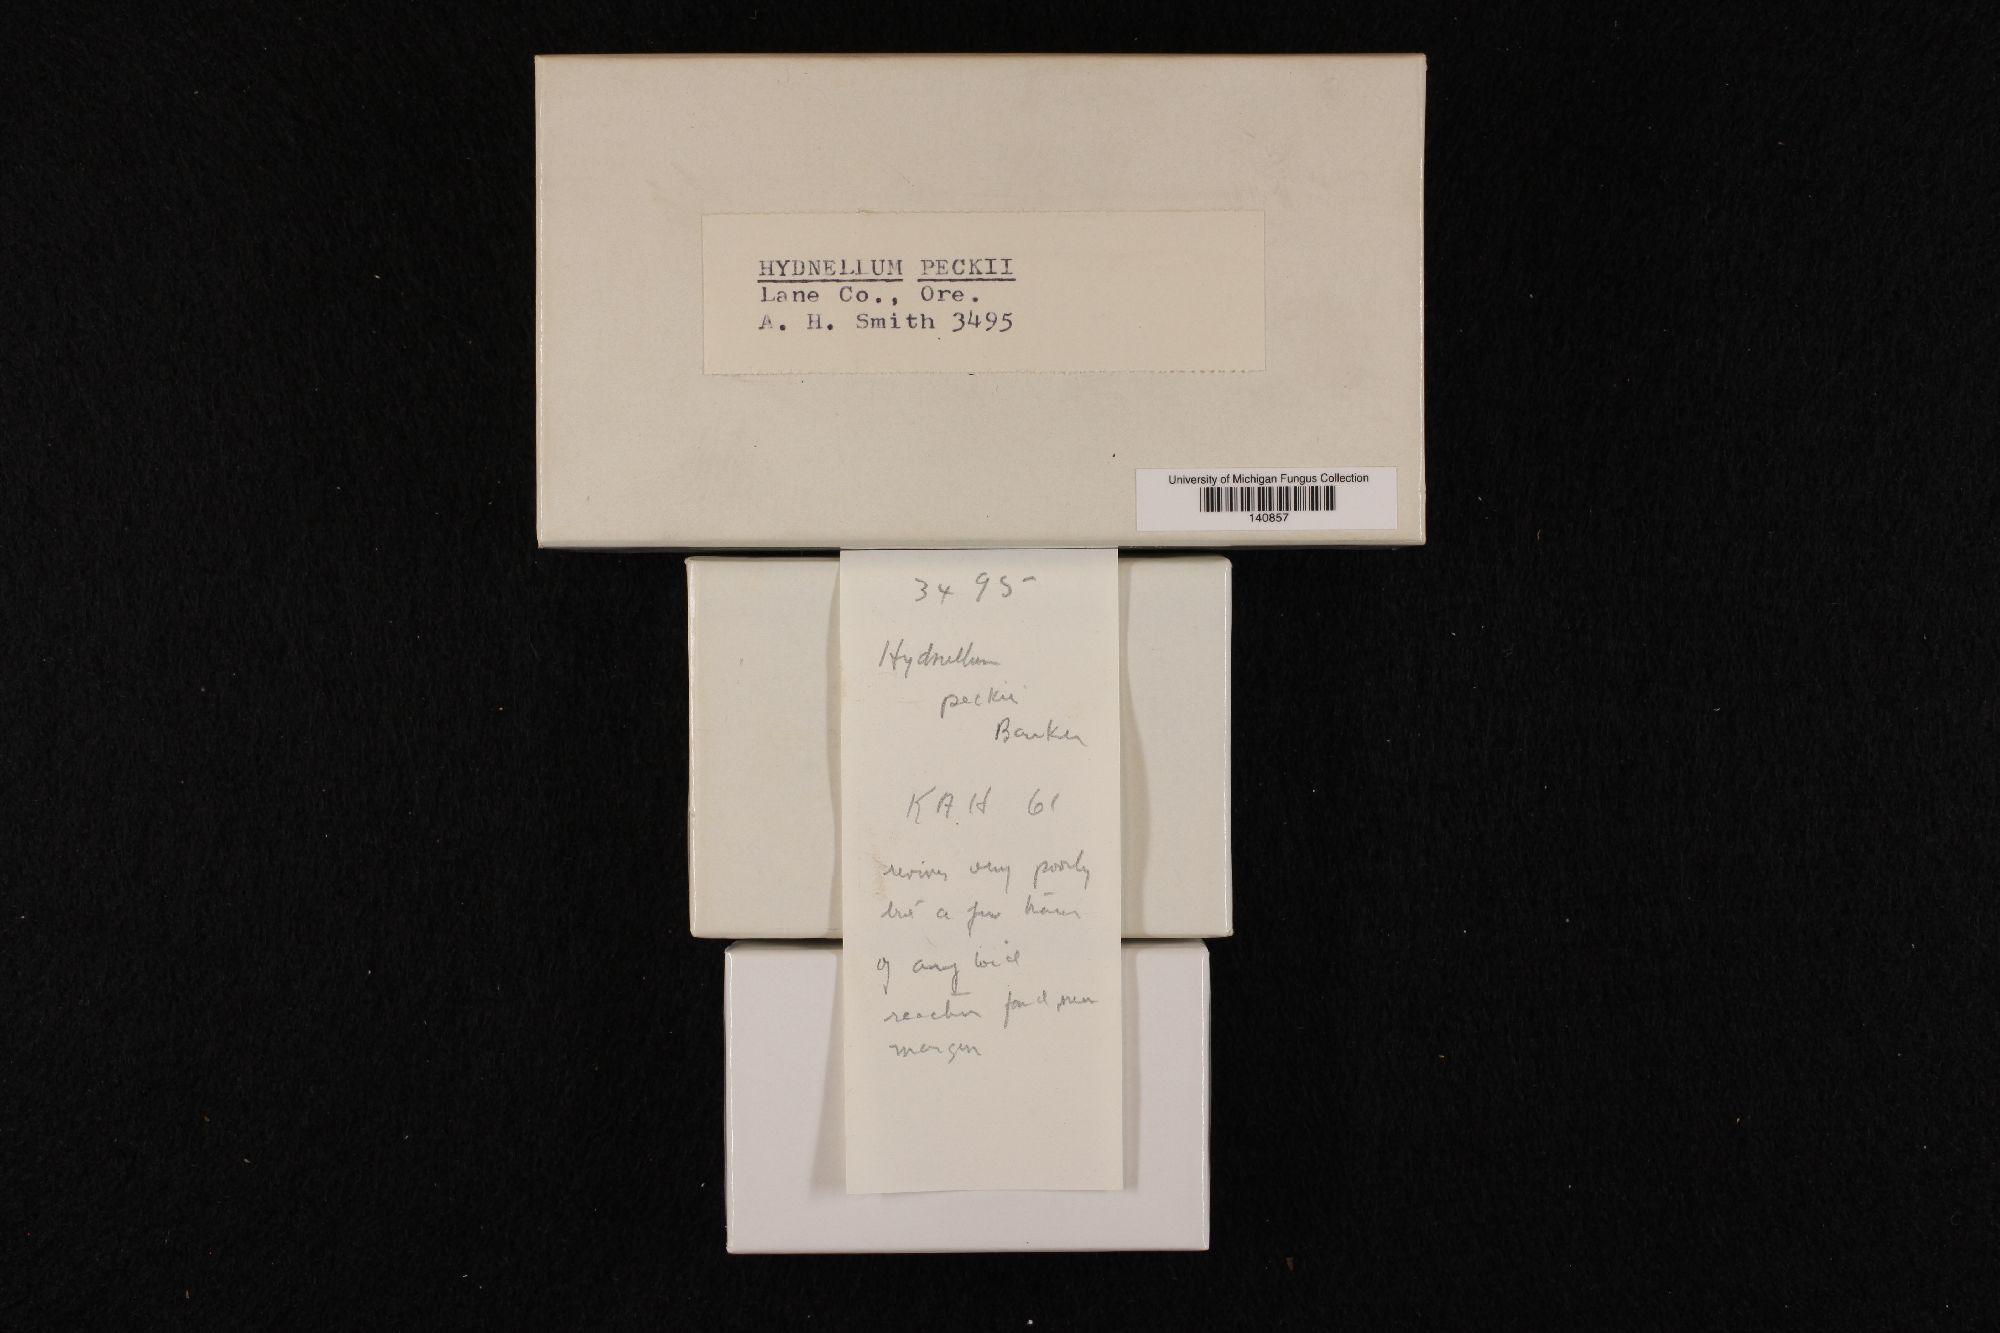 HYDNELLUM PECKII
Lane Co., Ore.
A. H. Smith 3495
University of Michigan Fungus Collection
140857
3495
Hydnellum
peckii
Banker
KAH 61
revives very poorly
but a few traces
of amyloid
reaction found near
margin